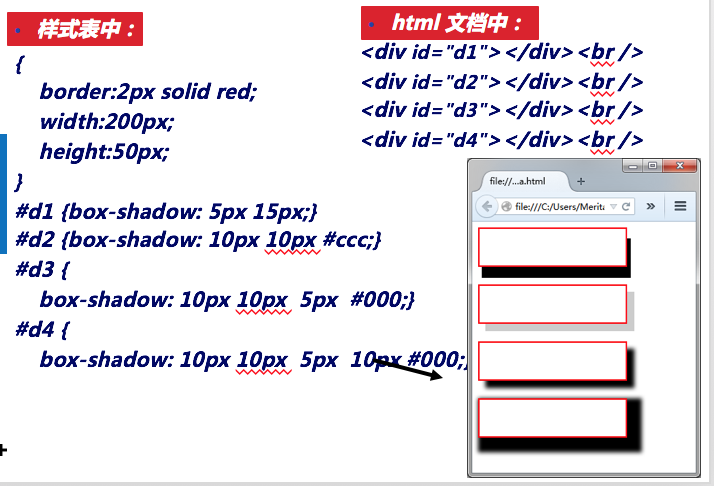 • 样式表中：
{
border:2px solid red;
width:200px;
height:50px;
}
#d1 {box-shadow: 5px 15px;}
#d2 {box-shadow: 10px 10px #ccc;}
#d3 {
box-shadow: 10px 10px  5px  #000;}
#d4 {
box-shadow: 10px 10px  5px  10px #000;}
• html 文档中：
<div id="d1"></div><br />
<div id="d2"></div><br />
<div id="d3"></div><br />
<div id="d4"></div><br />
file://...a.html
file:///C:/Users/Merita